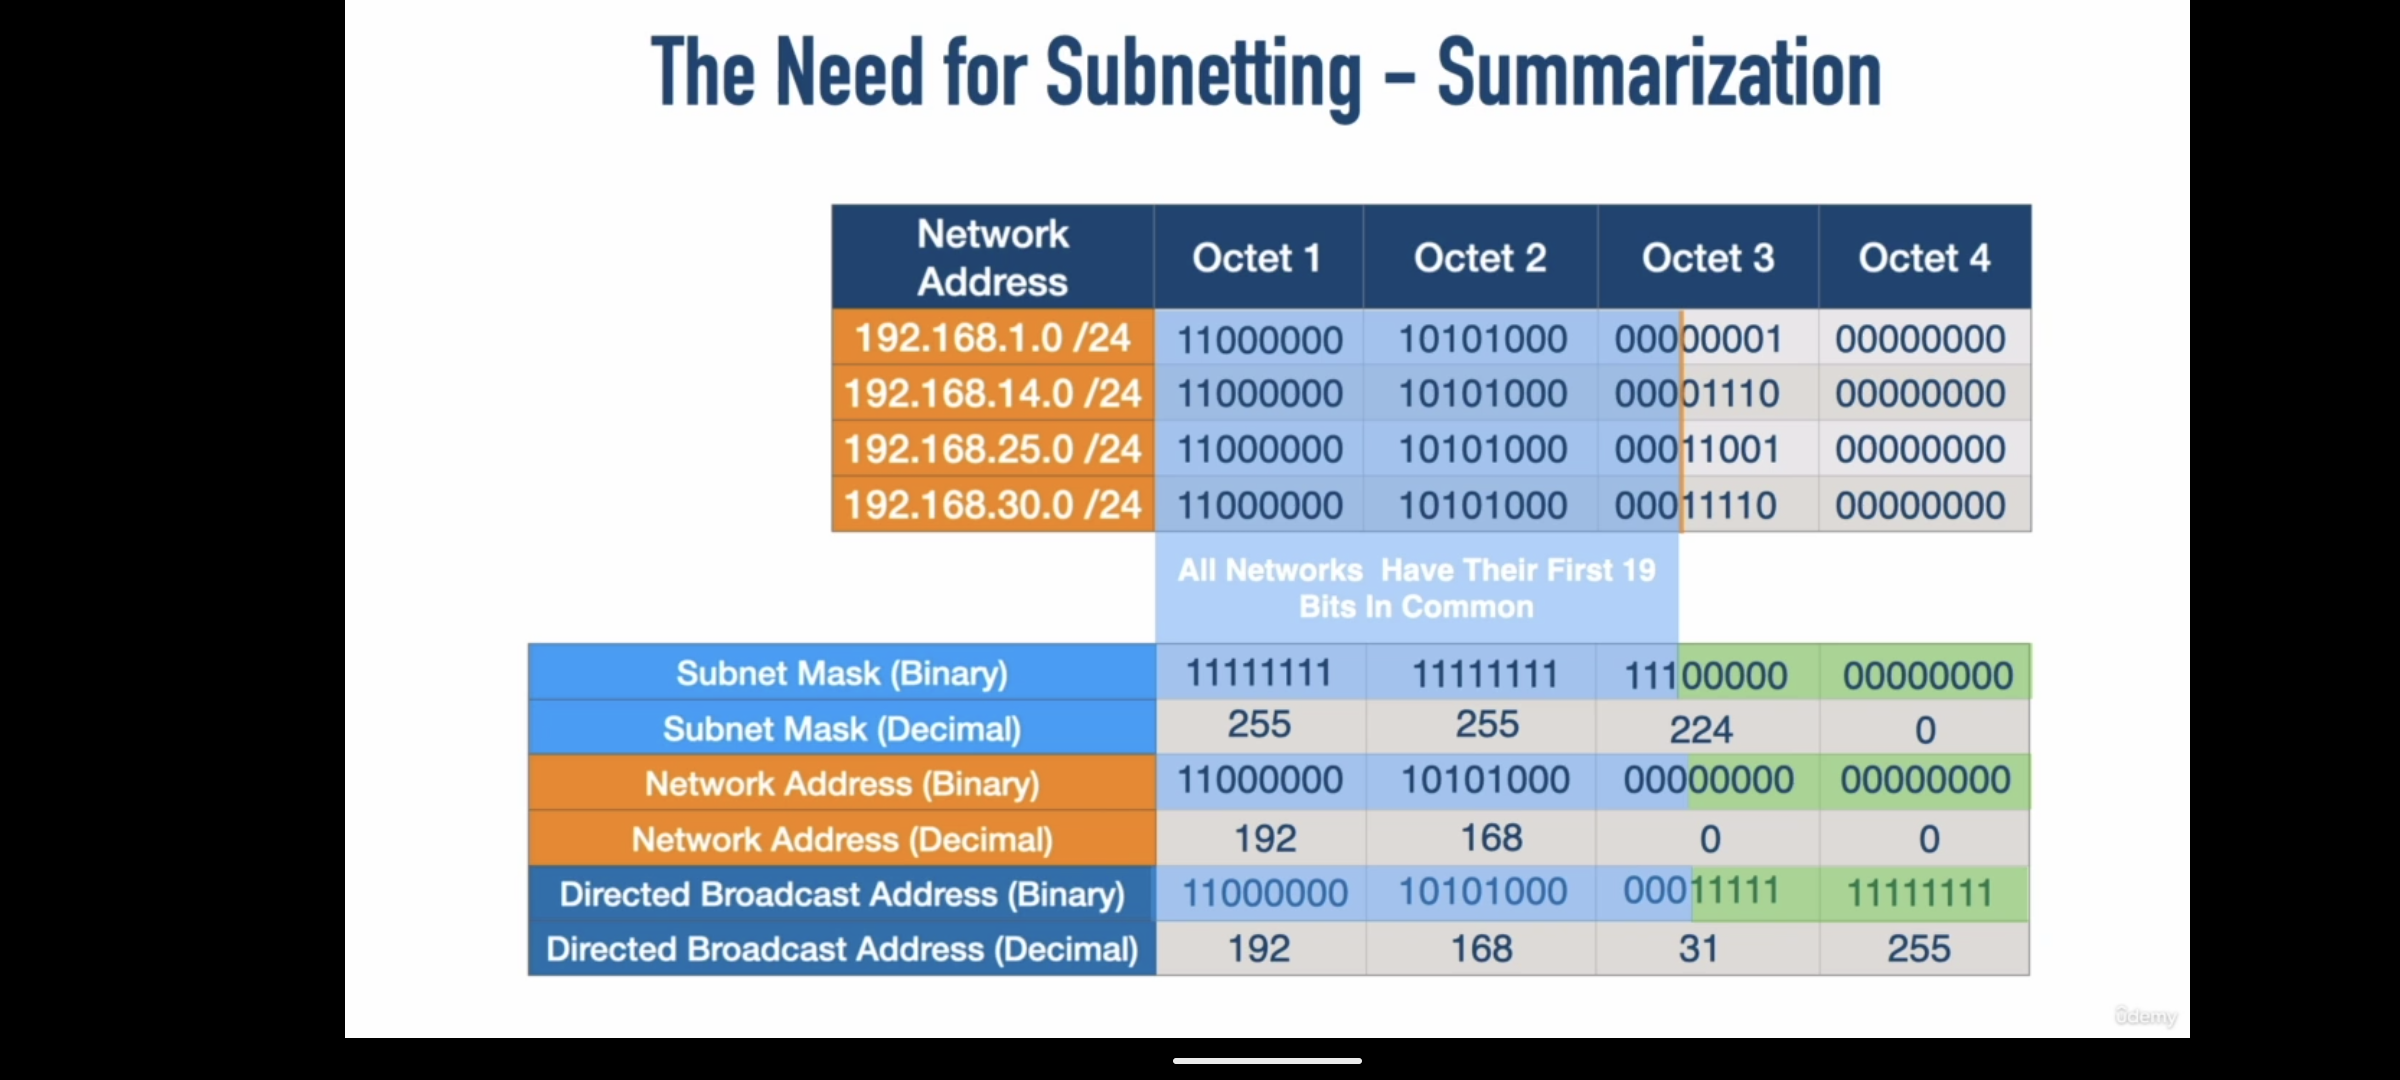 The Need for Subnetting – Summarization
Network Address Octet 1 Octet 2 Octet 3 Octet 4
192.168.1.0 /24 11000000 10101000 00000001 00000000
192.168.14.0 /24 11000000 10101000 00001110 00000000
192.168.25.0 /24 11000000 10101000 00011001 00000000
192.168.30.0 /24 11000000 10101000 00011110 00000000
All Networks Have Their First 19
Bits In Common
Subnet Mask (Binary) 11111111 11111111 11100000 00000000
Subnet Mask (Decimal) 255 255 224 0
Network Address (Binary) 11000000 10101000 00000000 00000000
Network Address (Decimal) 192 168 0 0
Directed Broadcast Address (Binary) 11000000 10101000 00011111 11111111
Directed Broadcast Address (Decimal) 192 168 31 255
ûdemy